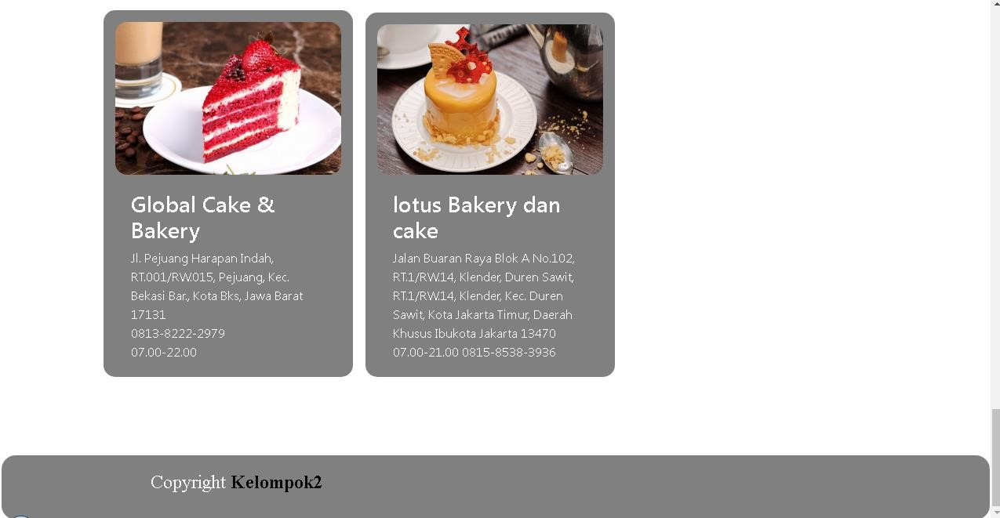 Global Cake &
Bakery
Jl. Pejuang Harapan Indah,
RT.001/RW.015, Pejuang, Kec.
Bekasi Bar., Kota Bks, Jawa Barat
17131
0813-8222-2979
07.00-22.00
lotus Bakery dan
cake
Jalan Buaran Raya Blok A No.102,
RT.1/RW.14, Klender, Duren Sawit,
RT.1/RW.14, Klender, Kec. Duren
Sawit, Kota Jakarta Timur, Daerah
Khusus Ibukota Jakarta 13470
07.00-21.00 0815-8538-3936
Copyright Kelompok2